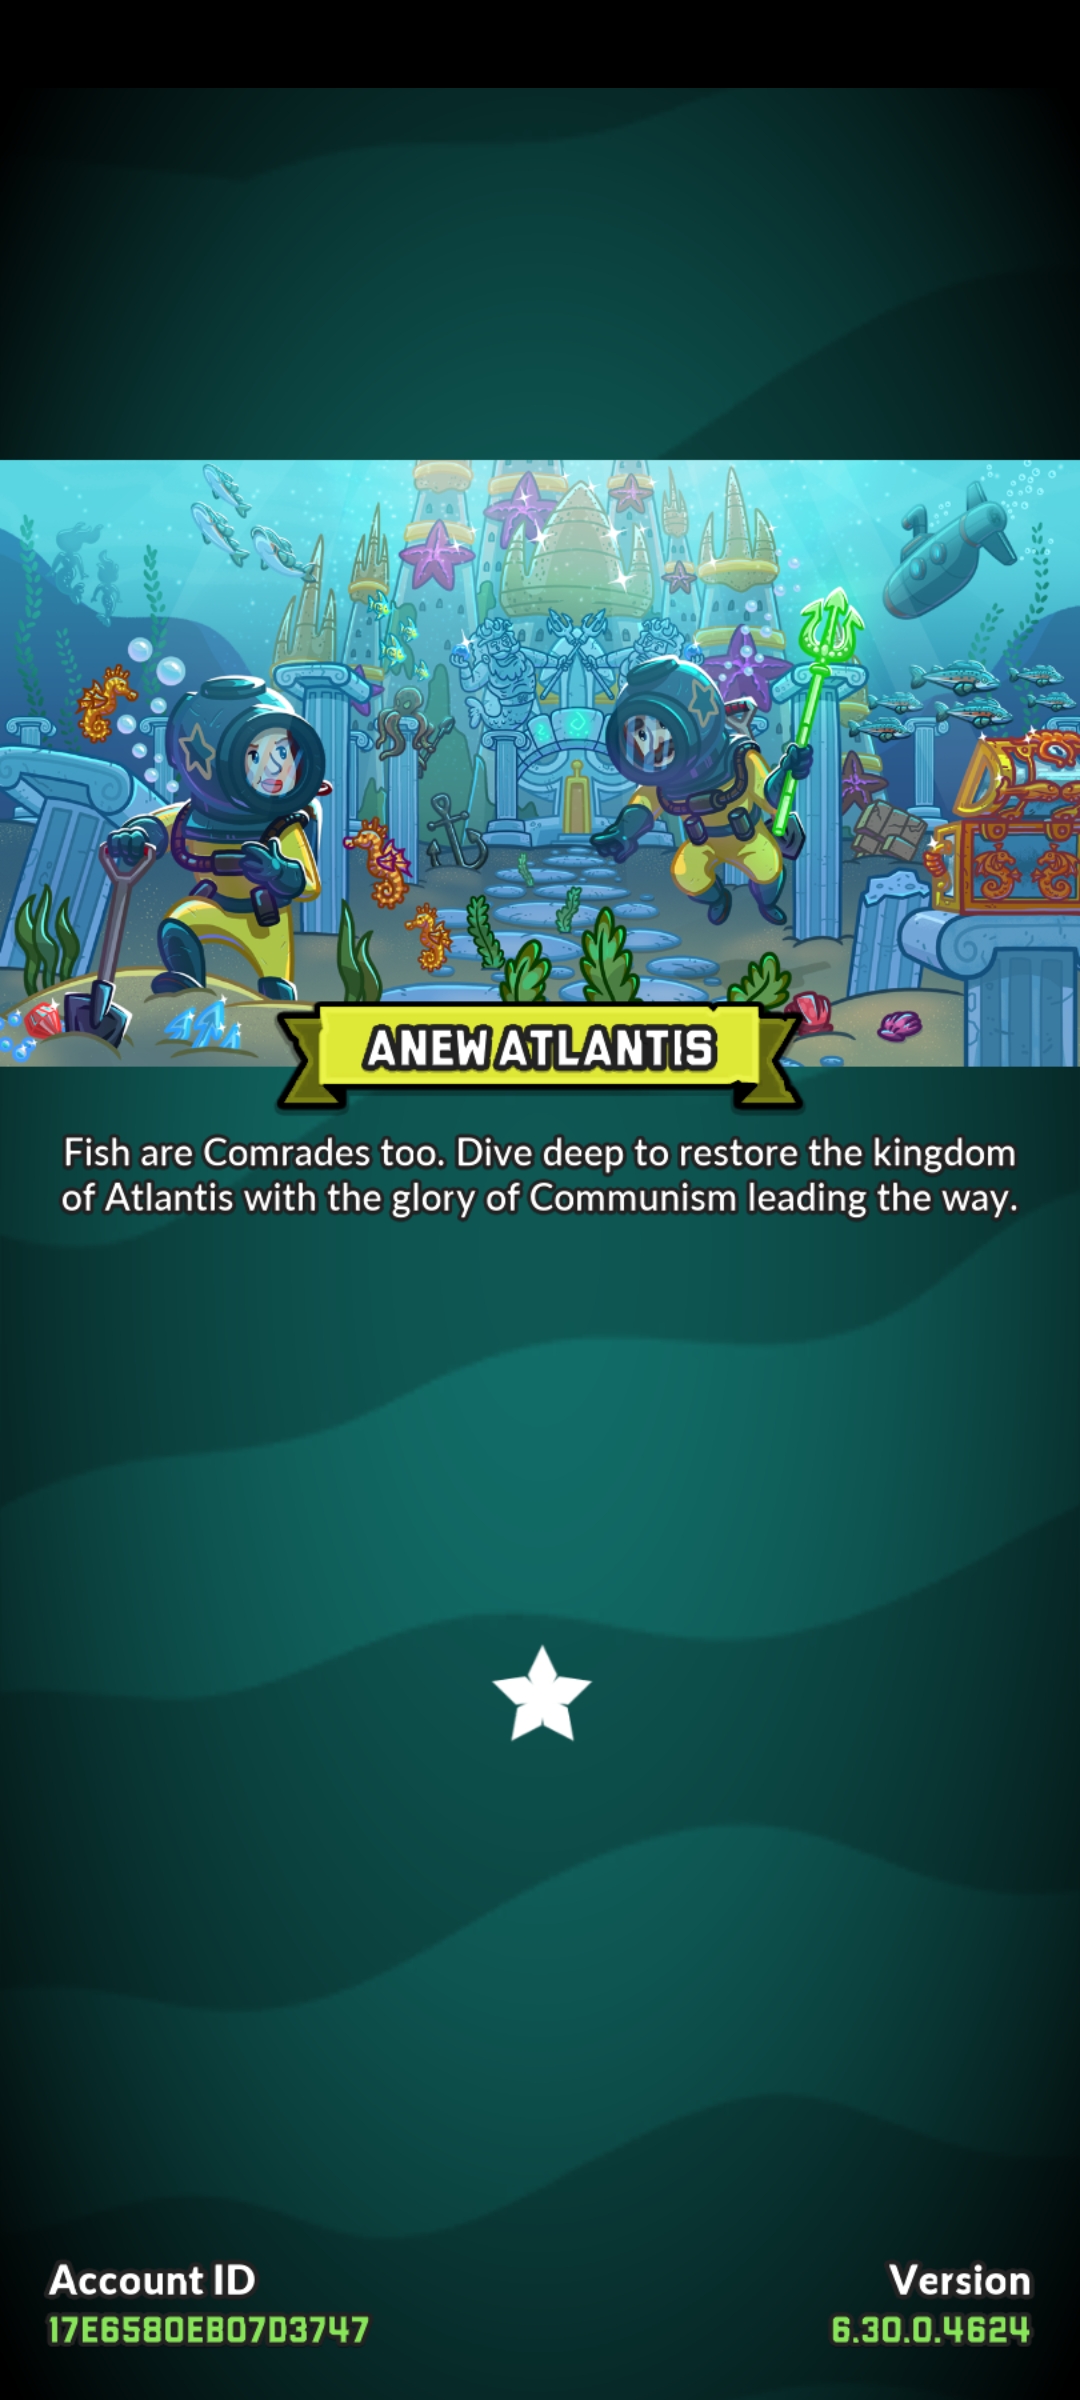 ANEW ATLANTIS
Fish are Comrades too. Dive deep to restore the kingdom
of Atlantis with the glory of Communism leading the way.
Account ID
17E6580EB07D3747
Version
6.30.0.4624